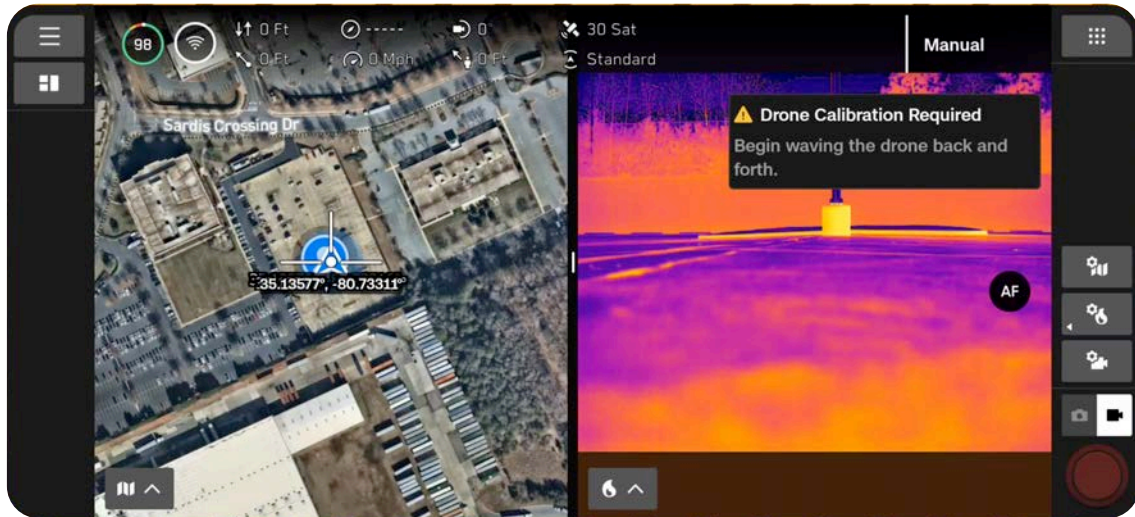 98
0 Ft
-----
0°
30 Sat
0 Ft
0 Mph
0 Ft
Standard
Manual
Sardis Crossing Dr
Drone Calibration Required
Begin waving the drone back and
forth.
35.13577°, -80.73311°
AF